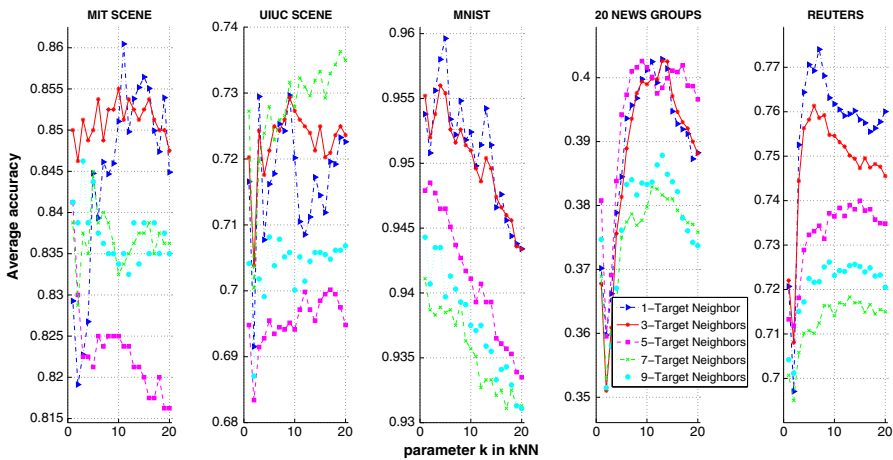 MIT SCENE
UIUC SCENE
MNIST
20 NEWS GROUPS
REUTERS
Average accuracy
0.86
0.855
0.85
0.845
0.84
0.835
0.83
0.825
0.82
0.815
0 10 20
0.74
0.73
0.72
0.71
0.7
0.69
0.68
0 10 20
0.96
0.955
0.95
0.945
0.94
0.935
0.93
0 10 20
0.4
0.39
0.38
0.37
0.36
0.35
0 10 20
0.77
0.76
0.75
0.74
0.73
0.72
0.71
0.7
0 10 20
1−Target Neighbor
3−Target Neighbors
5−Target Neighbors
7−Target Neighbors
9−Target Neighbors
parameter k in kNN